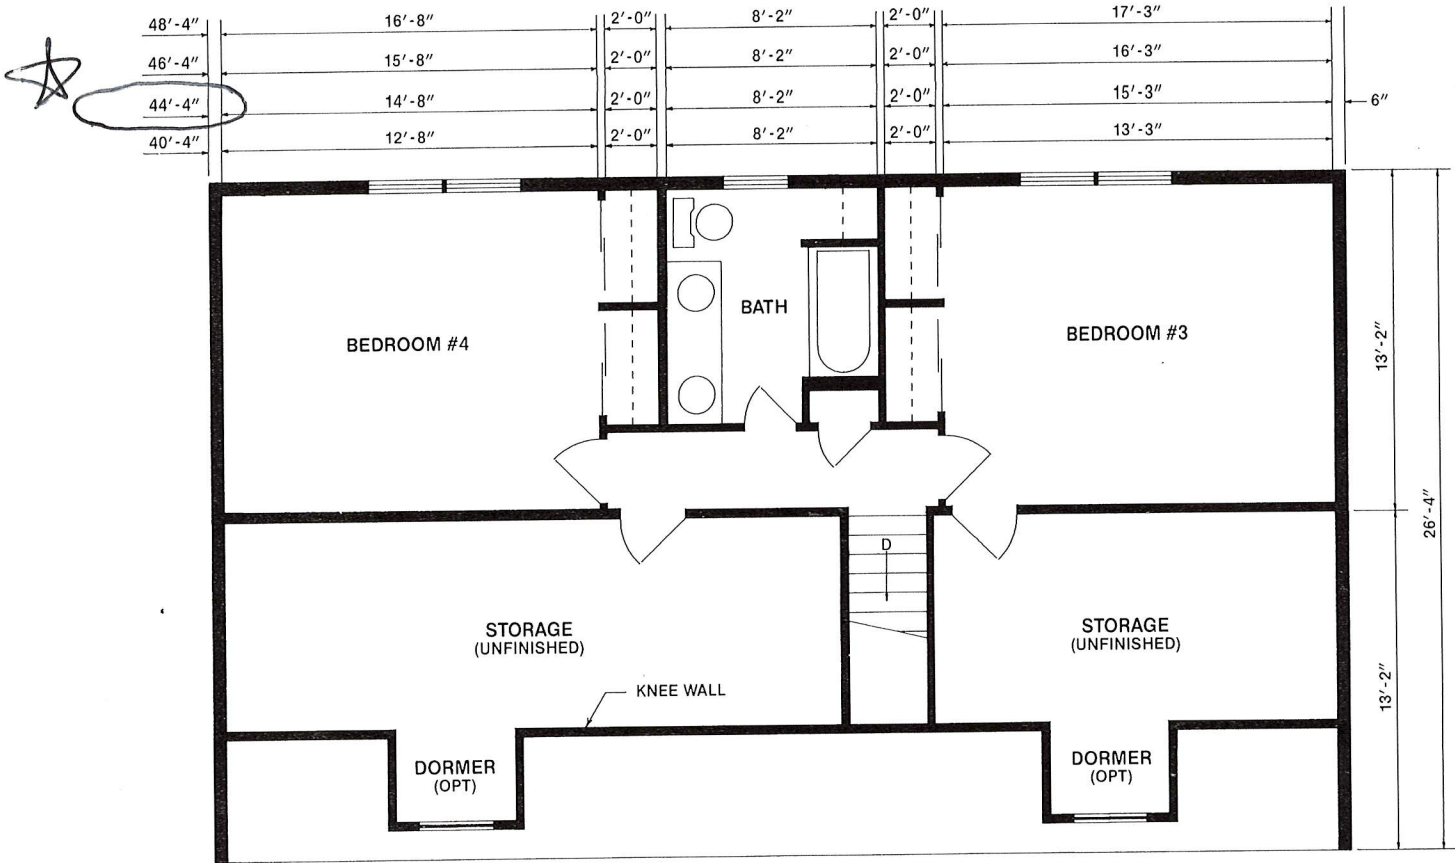 48'-4" 16'-8" 2'-0" 8'-2" 2'-0" 17'-3"
46'-4" 15'-8" 2'-0" 8'-2" 2'-0" 16'-3"
44'-4" 14'-8" 2'-0" 8'-2" 2'-0" 15'-3" 6"
40'-4" 12'-8" 2'-0" 8'-2" 2'-0" 13'-3"
BEDROOM #4
BATH
BEDROOM #3
13'-2"
26'-4"
D
STORAGE
(UNFINISHED)
STORAGE
(UNFINISHED)
13'-2"
KNEE WALL
DORMER
(OPT)
DORMER
(OPT)